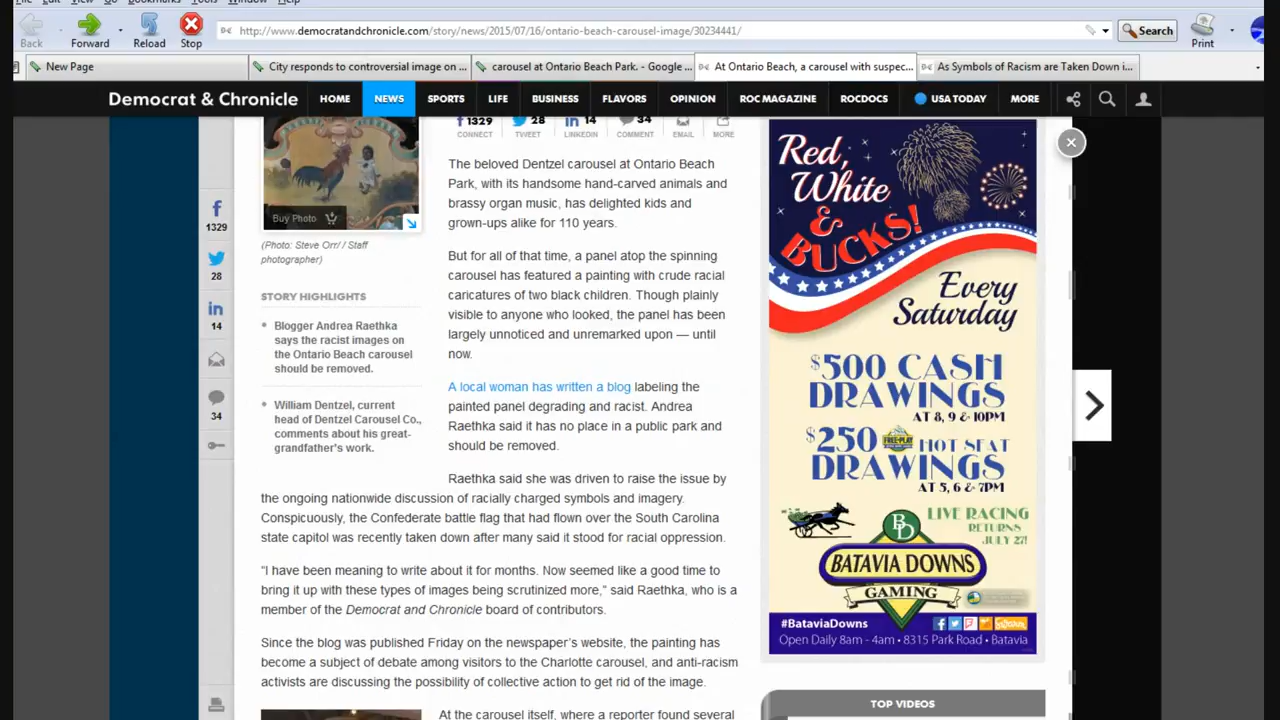 File Edit View Go Bookmarks Tools Window Help
Back
Forward
Reload
Stop
http://www.democratandchronicle.com/story/news/2015/07/16/ontario-beach-carousel-image/30234441/
Search
Print
New Page
City responds to controversial image on ...
carousel at Ontario Beach Park. - Google ...
At Ontario Beach, a carousel with suspec...
As Symbols of Racism are Taken Down i...
Democrat & Chronicle
HOME
NEWS
SPORTS
LIFE
BUSINESS
FLAVORS
OPINION
ROC MAGAZINE
ROCDOCS
USA TODAY
MORE
1329
CONNECT
28
TWEET
14
LINKEDIN
34
COMMENT
EMAIL
MORE
1329
28
14
34
Buy Photo
(Photo: Steve Orr/ / Staff
photographer)
STORY HIGHLIGHTS
Blogger Andrea Raethka
says the racist images on
the Ontario Beach carousel
should be removed.
William Dentzel, current
head of Dentzel Carousel Co.,
comments about his great-
grandfather's work.
The beloved Dentzel carousel at Ontario Beach
Park, with its handsome hand-carved animals and
brassy organ music, has delighted kids and
grown-ups alike for 110 years.
But for all of that time, a panel atop the spinning
carousel has featured a painting with crude racial
caricatures of two black children. Though plainly
visible to anyone who looked, the panel has been
largely unnoticed and unremarked upon — until
now.
A local woman has written a blog labeling the
painted panel degrading and racist. Andrea
Raethka said it has no place in a public park and
should be removed.
Raethka said she was driven to raise the issue by
the ongoing nationwide discussion of racially charged symbols and imagery.
Conspicuously, the Confederate battle flag that had flown over the South Carolina
state capitol was recently taken down after many said it stood for racial oppression.
“I have been meaning to write about it for months. Now seemed like a good time to
bring it up with these types of images being scrutinized more,” said Raethka, who is a
member of the Democrat and Chronicle board of contributors.
Since the blog was published Friday on the newspaper’s website, the painting has
become a subject of debate among visitors to the Charlotte carousel, and anti-racism
activists are discussing the possibility of collective action to get rid of the image.
At the carousel itself, where a reporter found several
Red,
White
& BUCKS!
Every
Saturday
$500 CASH
DRAWINGS
AT 8, 9 & 10PM
$250 FREE PLAY HOT SEAT
DRAWINGS
AT 5, 6 & 7PM
LIVE RACING
RETURNS
JULY 27!
BD
BATAVIA DOWNS
GAMING
#BataviaDowns
Open Daily 8am - 4am • 8315 Park Road • Batavia
TOP VIDEOS